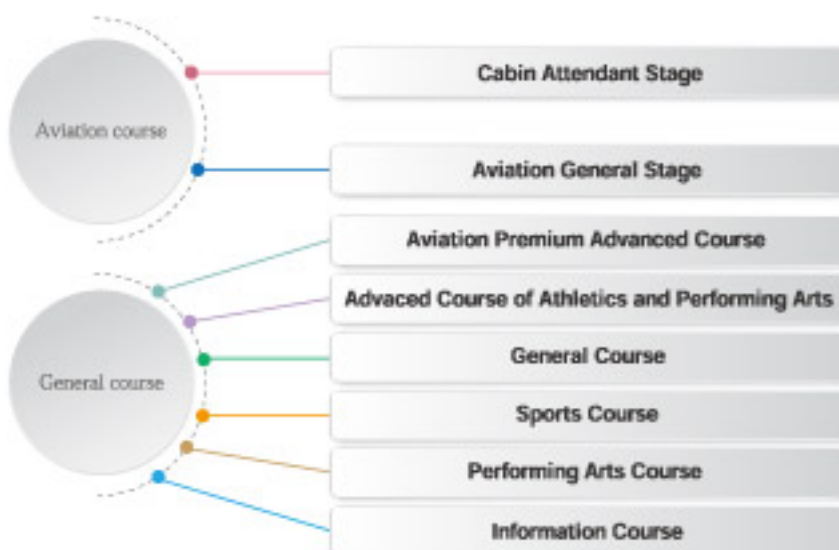 Aviation course
Cabin Attendant Stage
Aviation General Stage
General course
Aviation Premium Advanced Course
Advaced Course of Athletics and Performing Arts
General Course
Sports Course
Performing Arts Course
Information Course